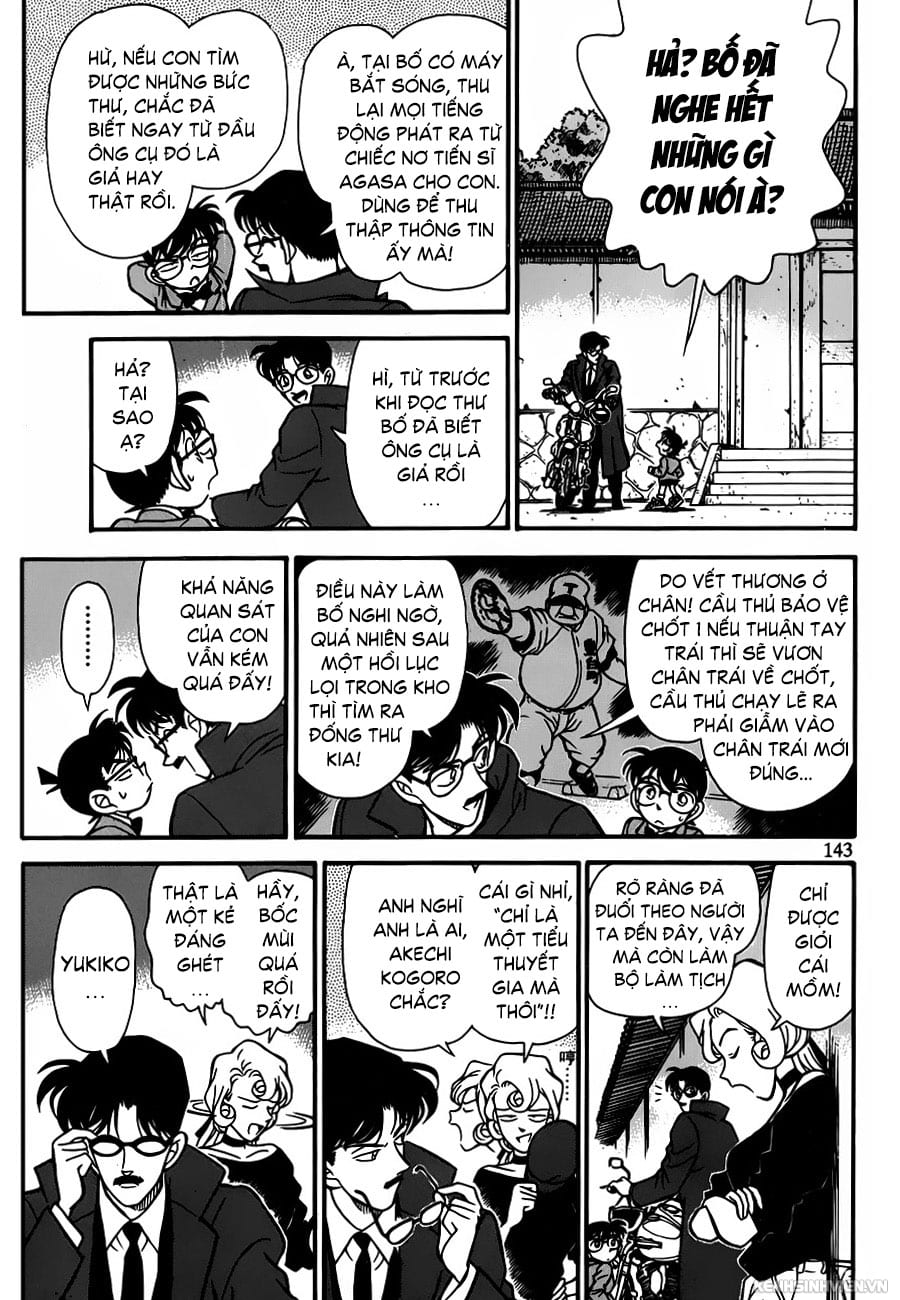 HẢ? BỐ ĐÃ
NGHE HẾT
NHỮNG GÌ
CON NÓI À?
À, TẠI BỐ CÓ MÁY
BẮT SÓNG, THU
LẠI MỌI TIẾNG
ĐỘNG PHÁT RA TỪ
CHIẾC NƠ TIẾN SĨ
AGASA CHO CON.
DÙNG ĐỂ THU
THẬP THÔNG TIN
ẤY MÀ!
HỪ, NẾU CON TÌM
ĐƯỢC NHỮNG BỨC
THƯ, CHẮC ĐÃ
BIẾT NGAY TỪ ĐẦU
ÔNG CỤ ĐÓ LÀ
GIẢ HAY
THẬT RỒI.
HÌ, TỪ TRƯỚC
KHI ĐỌC THƯ
BỐ ĐÃ BIẾT
ÔNG CỤ LÀ
GIẢ RỒI
...
HẢ?
TẠI
SAO
Ạ?
DO VẾT THƯƠNG Ở
CHÂN! CẦU THỦ BẢO VỆ
CHỐT 1 NẾU THUẬN TAY
TRÁI THÌ SẼ VƯƠN
CHÂN TRÁI VỀ CHỐT,
CẦU THỦ CHẠY LẼ RA
PHẢI GIẪM VÀO
CHÂN TRÁI MỚI
ĐÚNG...
ĐIỀU NÀY LÀM
BỐ NGHI NGỜ,
QUẢ NHIÊN SAU
MỘT HỒI LỤC
LỌI TRONG KHO
THÌ TÌM RA
ĐỐNG THƯ
KIA!
KHẢ NĂNG
QUAN SÁT
CỦA CON
VẪN KÉM
QUÁ ĐẤY!
.........
143
CHỈ
ĐƯỢC
GIỎI
CÁI
MỒM!
RÕ RÀNG ĐÃ
ĐUỔI THEO NGƯỜI
TA ĐẾN ĐÂY, VẬY
MÀ CÒN LÀM
BỘ LÀM TỊCH
...
CÁI GÌ NHỈ,
"CHỈ LÀ
MỘT TIỂU
THUYẾT
GIA MÀ
THÔI"!!
ANH NGHĨ
ANH LÀ AI,
AKECHI
KOGORO
CHẮC?
哼......
HẦY,
BỐC
MÙI
QUÁ
RỒI
ĐẤY!
THẬT LÀ
MỘT KẺ
ĐÁNG
GHÉT
...
YUKIKO
...
KENHSINHVIEN.VN